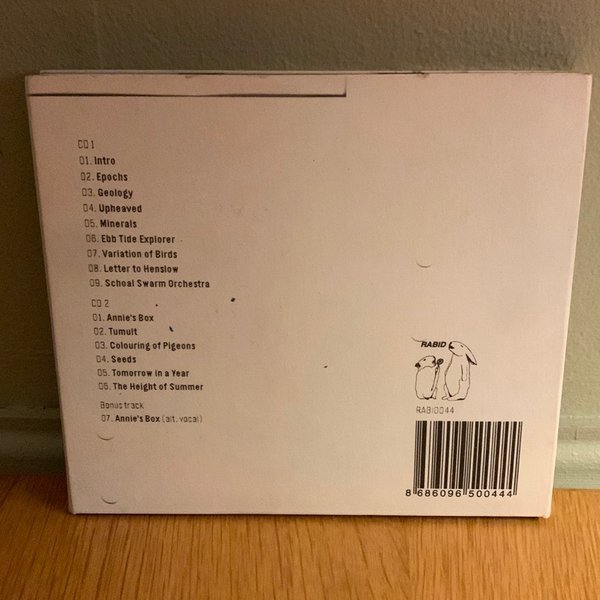 CD 1
01. Intro
02. Epochs
03. Geology
04. Upheaved
05. Minerals
06. Ebb Tide Explorer
07. Variation of Birds
08. Letter to Henslow
09. Schoal Swarm Orchestra
CD 2
01. Annie's Box
02. Tumult
03. Colouring of Pigeons
04. Seeds
05. Tomorrow in a Year
06. The Height of Summer
Bonus track
07. Annie's Box (alt. vocal)
RABID
RABID044
8 686096 500444